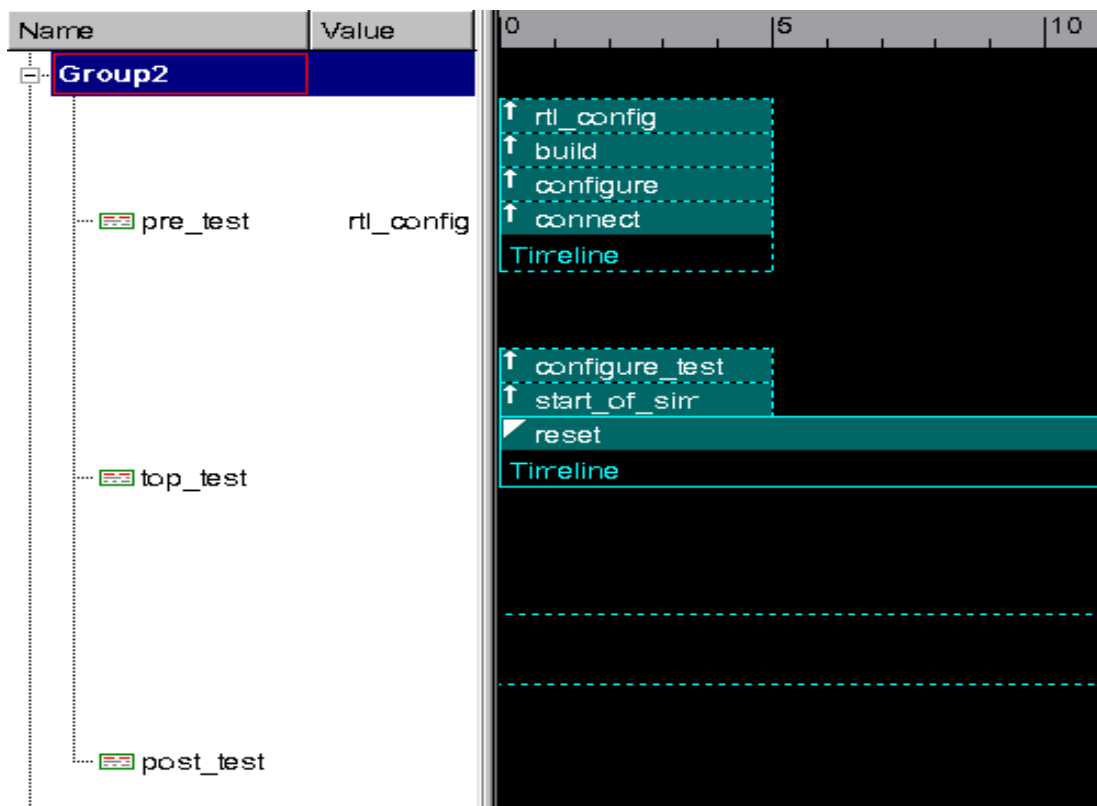 Name Value 0 5 10
Group2
rtl_config
build
configure
pre_test rtl_config connect
Timeline
configure_test
start_of_sim
reset
top_test Timeline
post_test